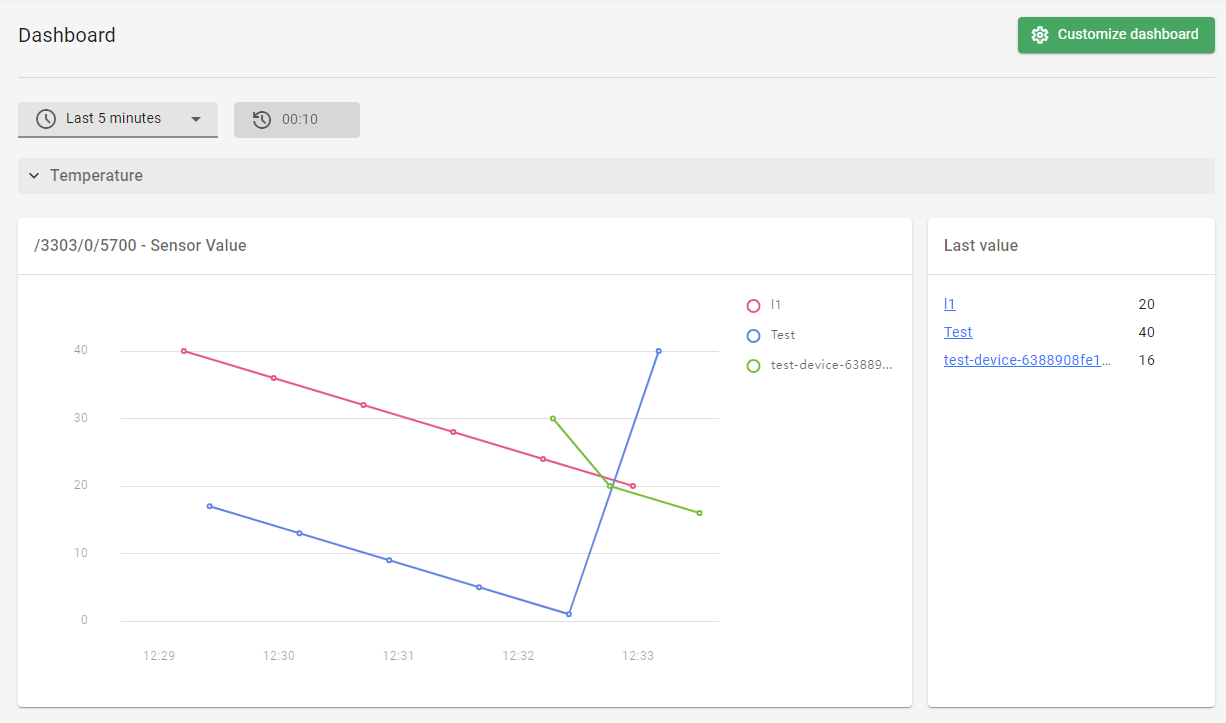 Dashboard
Customize dashboard
Last 5 minutes
00:10
Temperature
/3303/0/5700 - Sensor Value
l1
Test
test-device-63889...
40
30
20
10
0
12:29
12:30
12:31
12:32
12:33
Last value
l1 20
Test 40
test-device-6388908fe1... 16